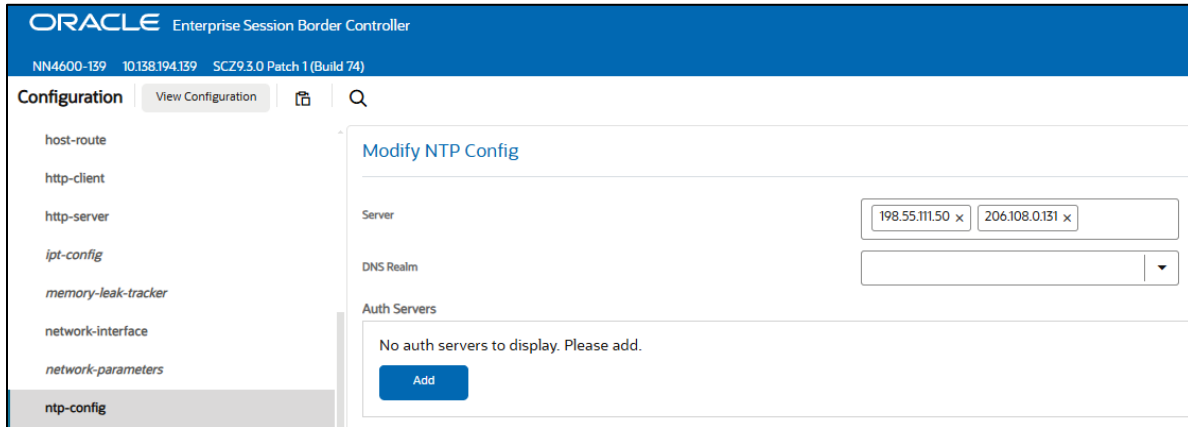 ORACLE Enterprise Session Border Controller
NN4600-139 10.138.194.139 SCZ9.3.0 Patch 1 (Build 74)
Configuration View Configuration
host-route
http-client
http-server
ipt-config
memory-leak-tracker
network-interface
network-parameters
ntp-config
Modify NTP Config
Server 198.55.111.50 x 206.108.0.131 x
DNS Realm
Auth Servers
No auth servers to display. Please add.
Add